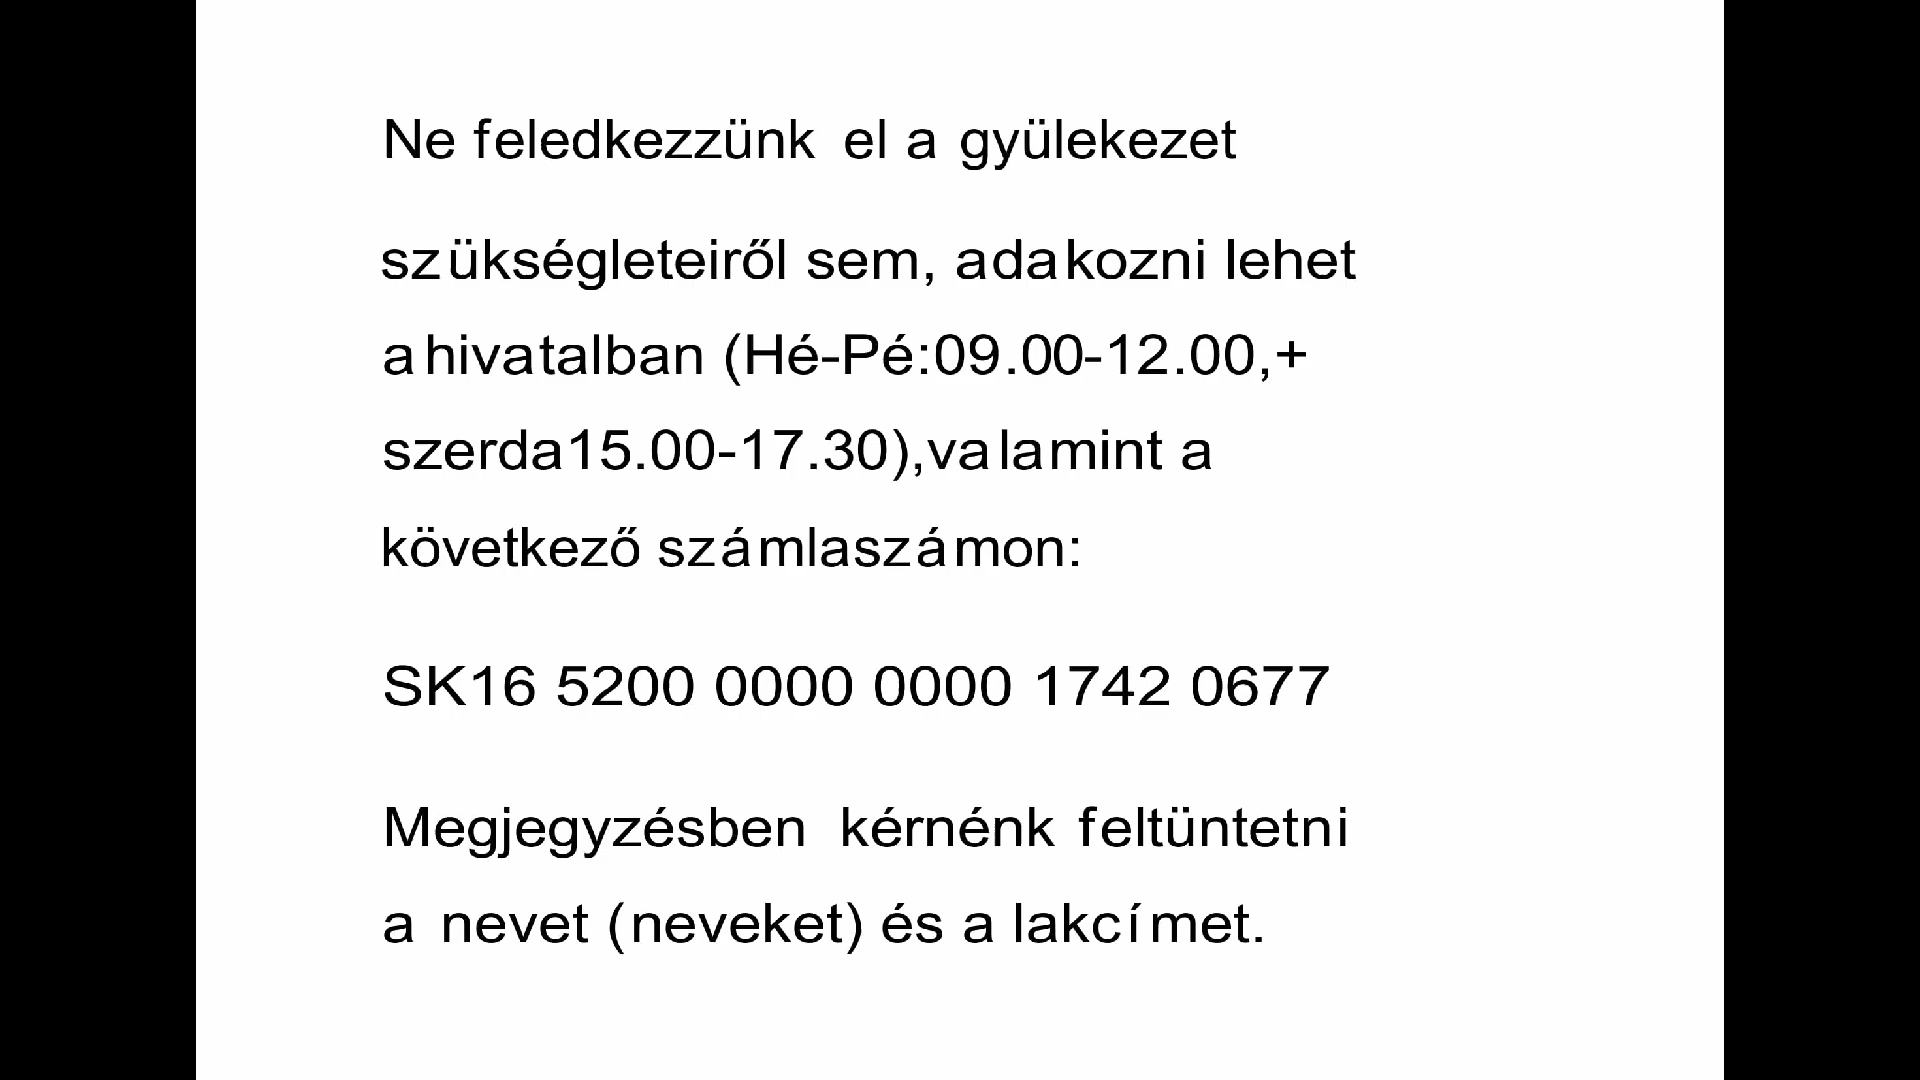 Ne feledkezzünk el a gyülekezet
szükségleteiről sem, adakozni lehet
a hivatalban (Hé-Pé:09.00-12.00,+
szerda15.00-17.30),valamint a
következő számlaszámon:
SK16 5200 0000 0000 1742 0677
Megjegyzésben kérnénk feltüntetni
a nevet (neveket) és a lakcímet.